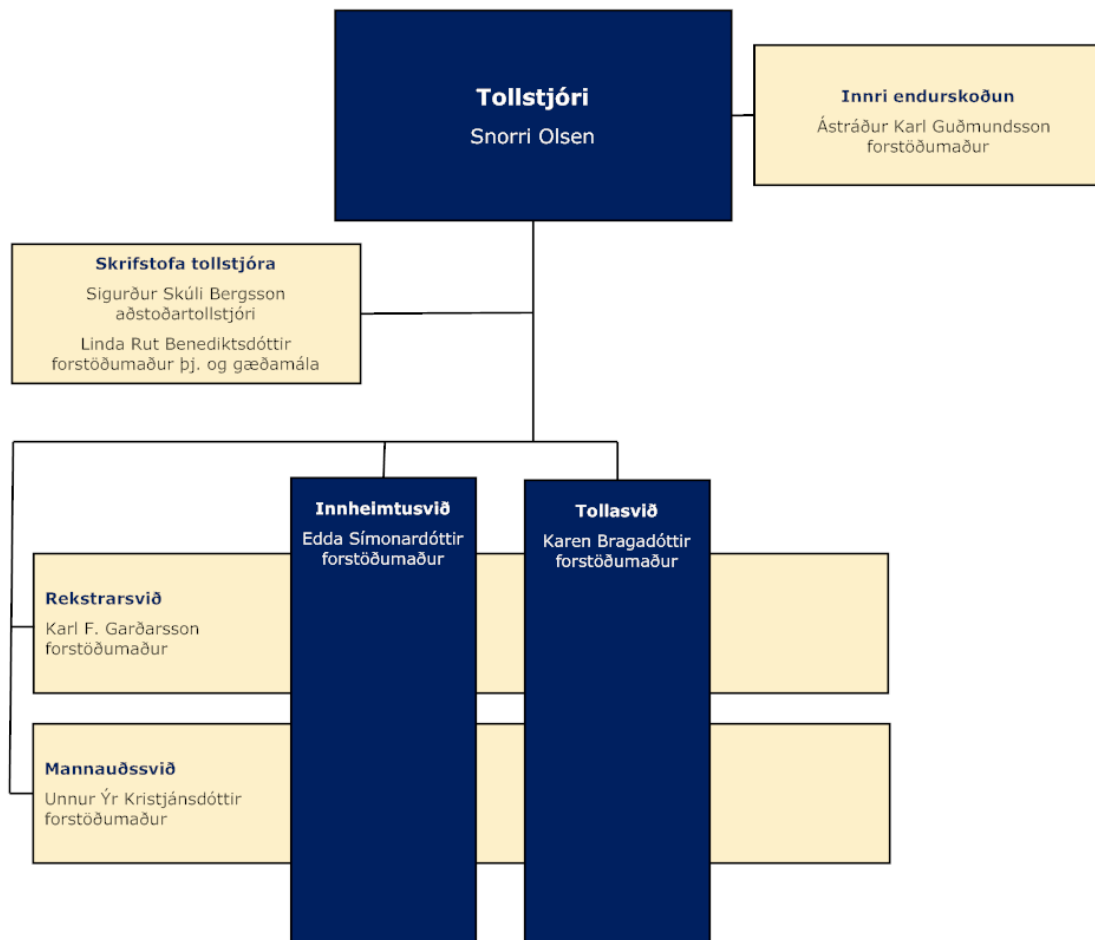 Tollstjóri
Snorri Olsen
Innri endurskoðun
Ástráður Karl Guðmundsson
forstöðumaður
Skrifstofa tollstjóra
Sigurður Skúli Bergsson
aðstoðartollstjóri
Linda Rut Benediktsdóttir
forstöðumaður þj. og gæðamála
Innheimtusvið
Edda Símonardóttir
forstöðumaður
Tollasvið
Karen Bragadóttir
forstöðumaður
Rekstrarsvið
Karl F. Garðarsson
forstöðumaður
Mannauðssvið
Unnur Ýr Kristjánsdóttir
forstöðumaður